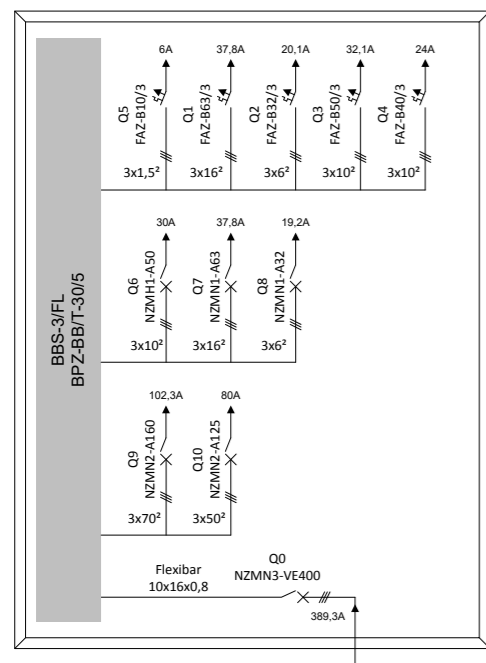 6A
37,8A
20,1A
32,1A
24A
Q5
FAZ-B10/3
Q1
FAZ-B63/3
Q2
FAZ-B32/3
Q3
FAZ-B50/3
Q4
FAZ-B40/3
3x1,5²
3x16²
3x6²
3x10²
3x10²
30A
37,8A
19,2A
Q6
NZMH1-A50
Q7
NZMN1-A63
Q8
NZMN1-A32
3x10²
3x16²
3x6²
BBS-3/FL
BPZ-BB/T-30/5
102,3A
80A
Q9
NZMN2-A160
Q10
NZMN2-A125
3x70²
3x50²
Flexibar
10x16x0,8
Q0
NZMN3-VE400
389,3A